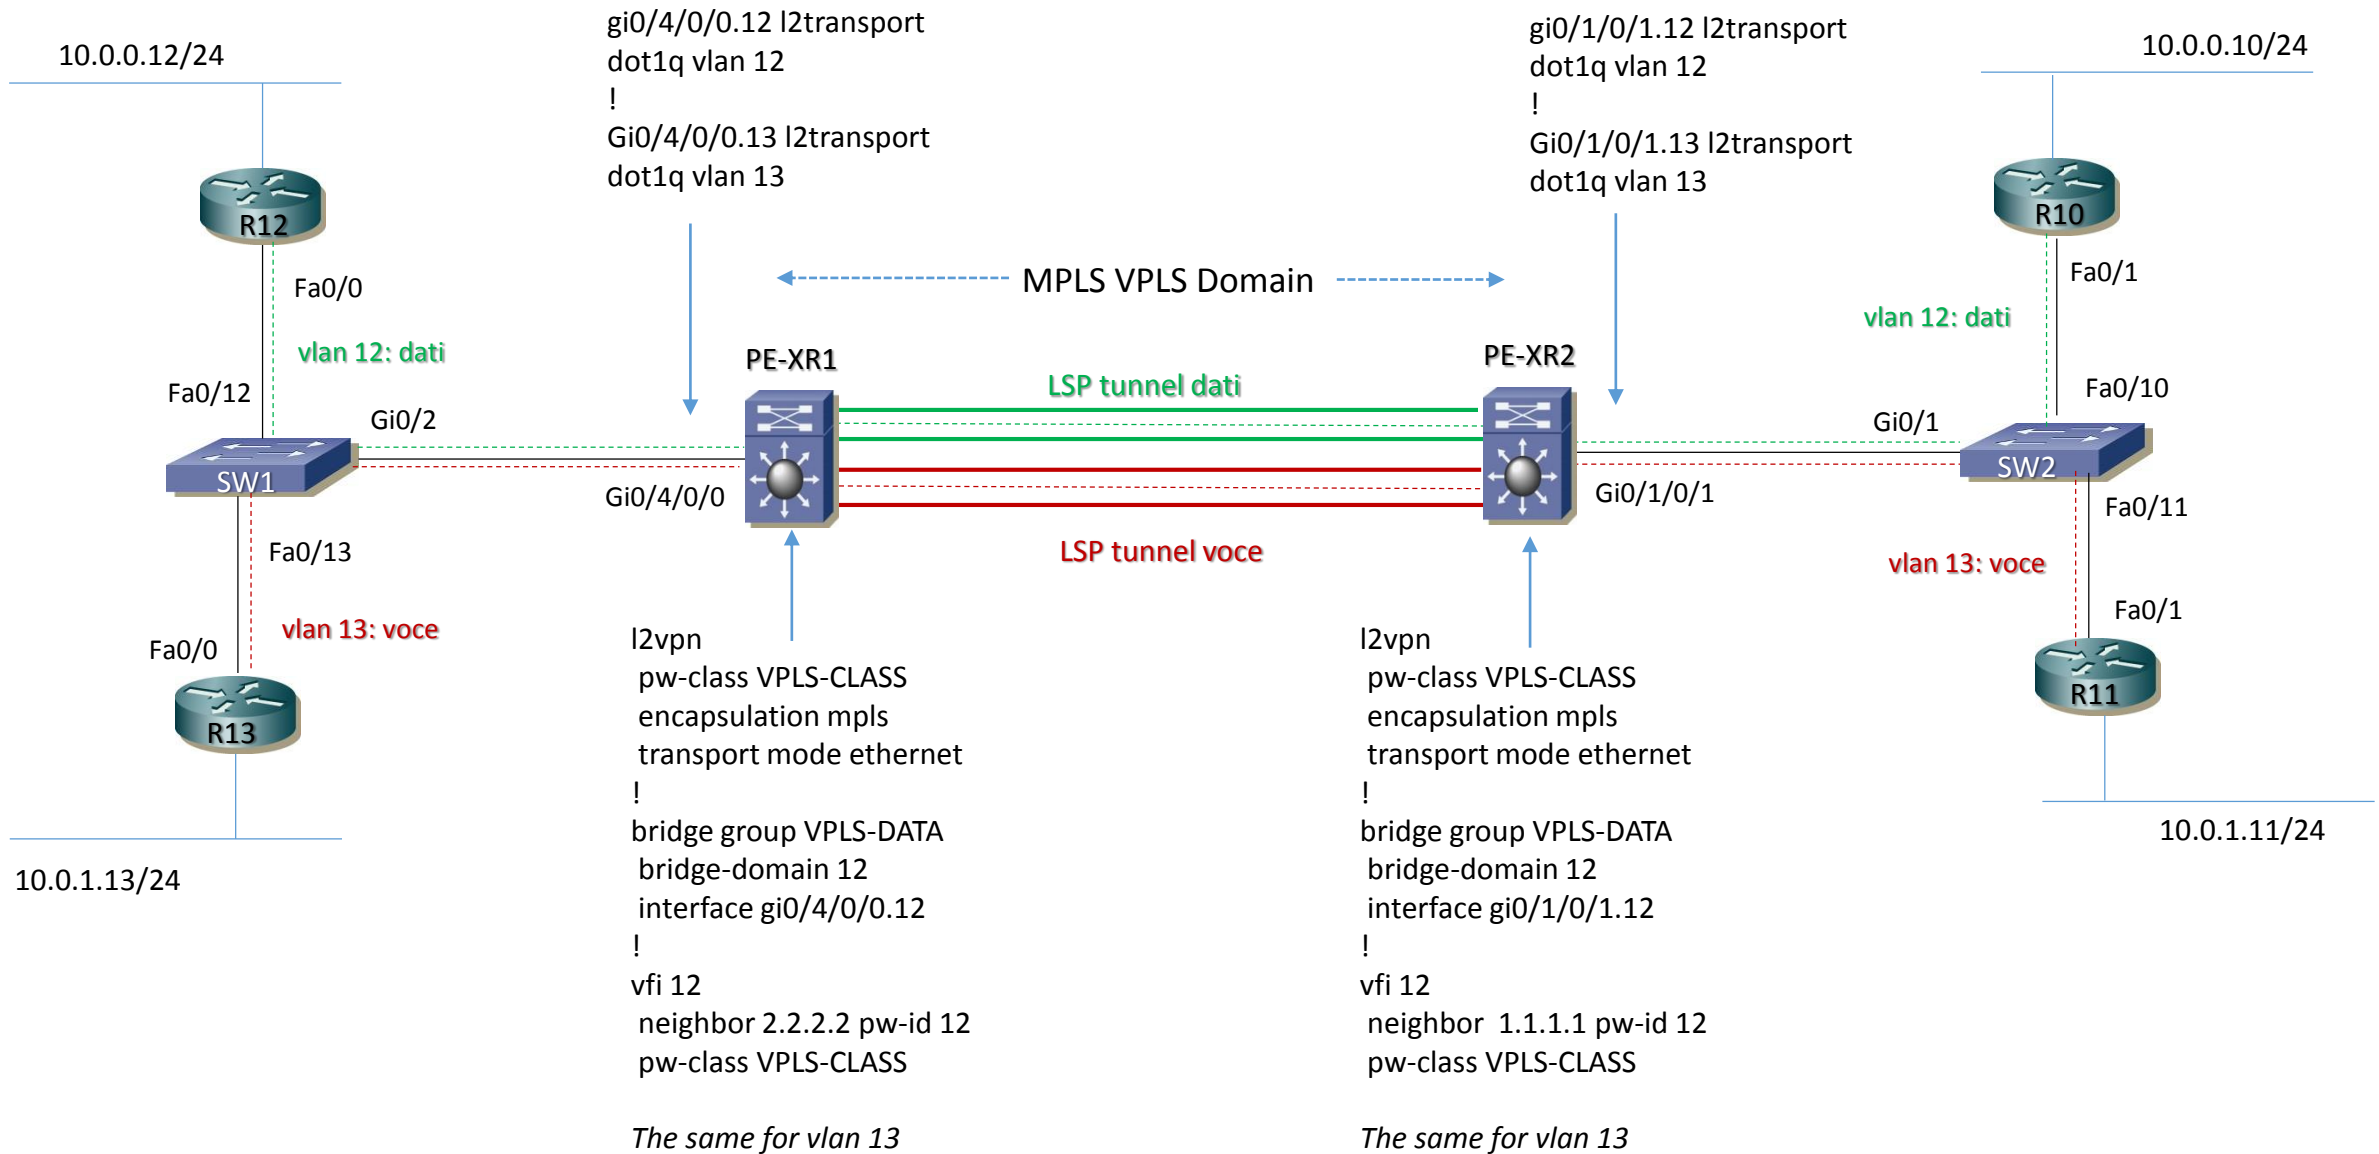 10.0.0.12/24
gi0/4/0/0.12 l2transport
dot1q vlan 12
!
Gi0/4/0/0.13 l2transport
dot1q vlan 13
gi0/1/0/1.12 l2transport
dot1q vlan 12
!
Gi0/1/0/1.13 l2transport
dot1q vlan 13
10.0.0.10/24
R12
R10
Fa0/0
MPLS VPLS Domain
Fa0/1
vlan 12: dati
vlan 12: dati
PE-XR1
PE-XR2
LSP tunnel dati
Fa0/12
Fa0/10
Gi0/2
Gi0/1
SW1
SW2
Gi0/4/0/0
Gi0/1/0/1
Fa0/11
Fa0/13
LSP tunnel voce
vlan 13: voce
vlan 13: voce
Fa0/1
Fa0/0
R13
R11
l2vpn
pw-class VPLS-CLASS
encapsulation mpls
transport mode ethernet
!
bridge group VPLS-DATA
bridge-domain 12
interface gi0/4/0/0.12
!
vfi 12
neighbor 2.2.2.2 pw-id 12
pw-class VPLS-CLASS
The same for vlan 13
l2vpn
pw-class VPLS-CLASS
encapsulation mpls
transport mode ethernet
!
bridge group VPLS-DATA
bridge-domain 12
interface gi0/1/0/1.12
!
vfi 12
neighbor  1.1.1.1 pw-id 12
pw-class VPLS-CLASS
The same for vlan 13
10.0.1.13/24
10.0.1.11/24